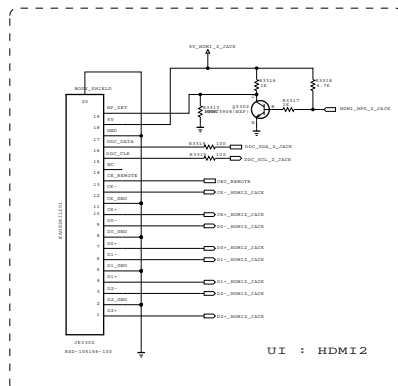 5V_HDMI_2_JACK
BODY_SHIELD
20
R3316
1K
R3318
4.7K
R3317
1K
HDMI_HPD_2_JACK
Q3302
B
E
HP_DET
19
5V
18
GND
17
DDC_DATA
R3314
100
DDC_SDA_2_JACK
16
DDC_CLK
100
DDC_SCL_2_JACK
15
NC
14
CE_REMOTE
CEC_REMOTE
13
CK-
CK-_HDMI2_JACK
12
CK_GND
11
CK+
CK+_HDMI2_JACK
10
D0-
D0-_HDMI2_JACK
9
D0_GND
8
D0+
D0+_HDMI2_JACK
7
D1-
D1-_HDMI2_JACK
6
D1_GND
5
D1+
D1+_HDMI2_JACK
4
D2-
D2-_HDMI2_JACK
3
D2_GND
2
D2+
D2+_HDMI2_JACK
1
JK3302
UI : HDMI2